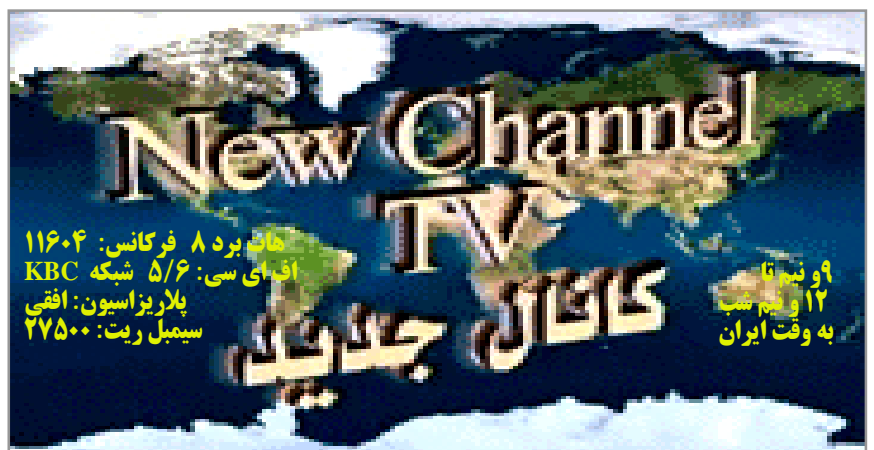 New Channel
TV
کانال جدید
هات برد ۸ فرکانس: ۱۱۶۰۴
اف ای سی: ۵/۶ شبکه KBC
پلاریزاسیون: افقی
سیمبل ریت: ۲۷۵۰۰
۹و نیم تا
۱۲ و نیم شب
به وقت ایران